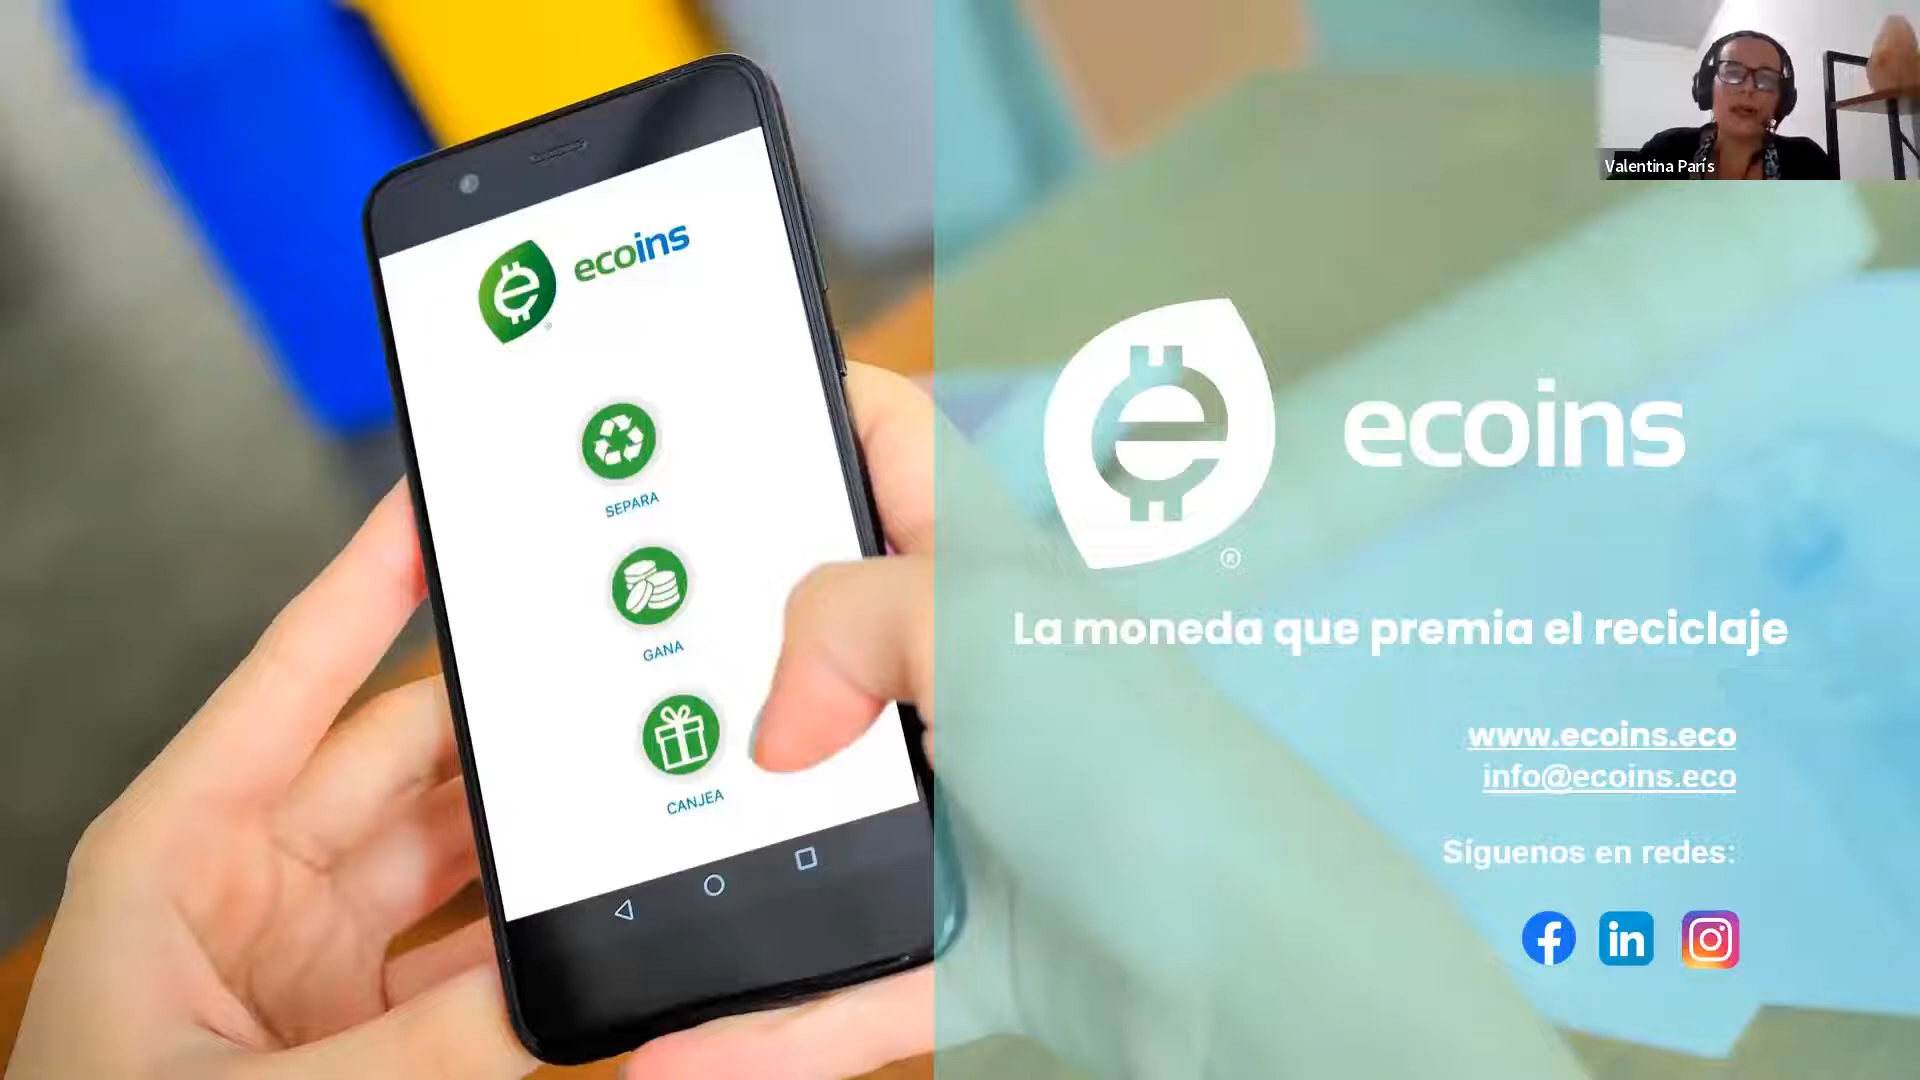 Valentina París
ecoins
®
SEPARA
GANA
CANJEA
ecoins
®
La moneda que premia el reciclaje
www.ecoins.eco
info@ecoins.eco
Síguenos en redes: